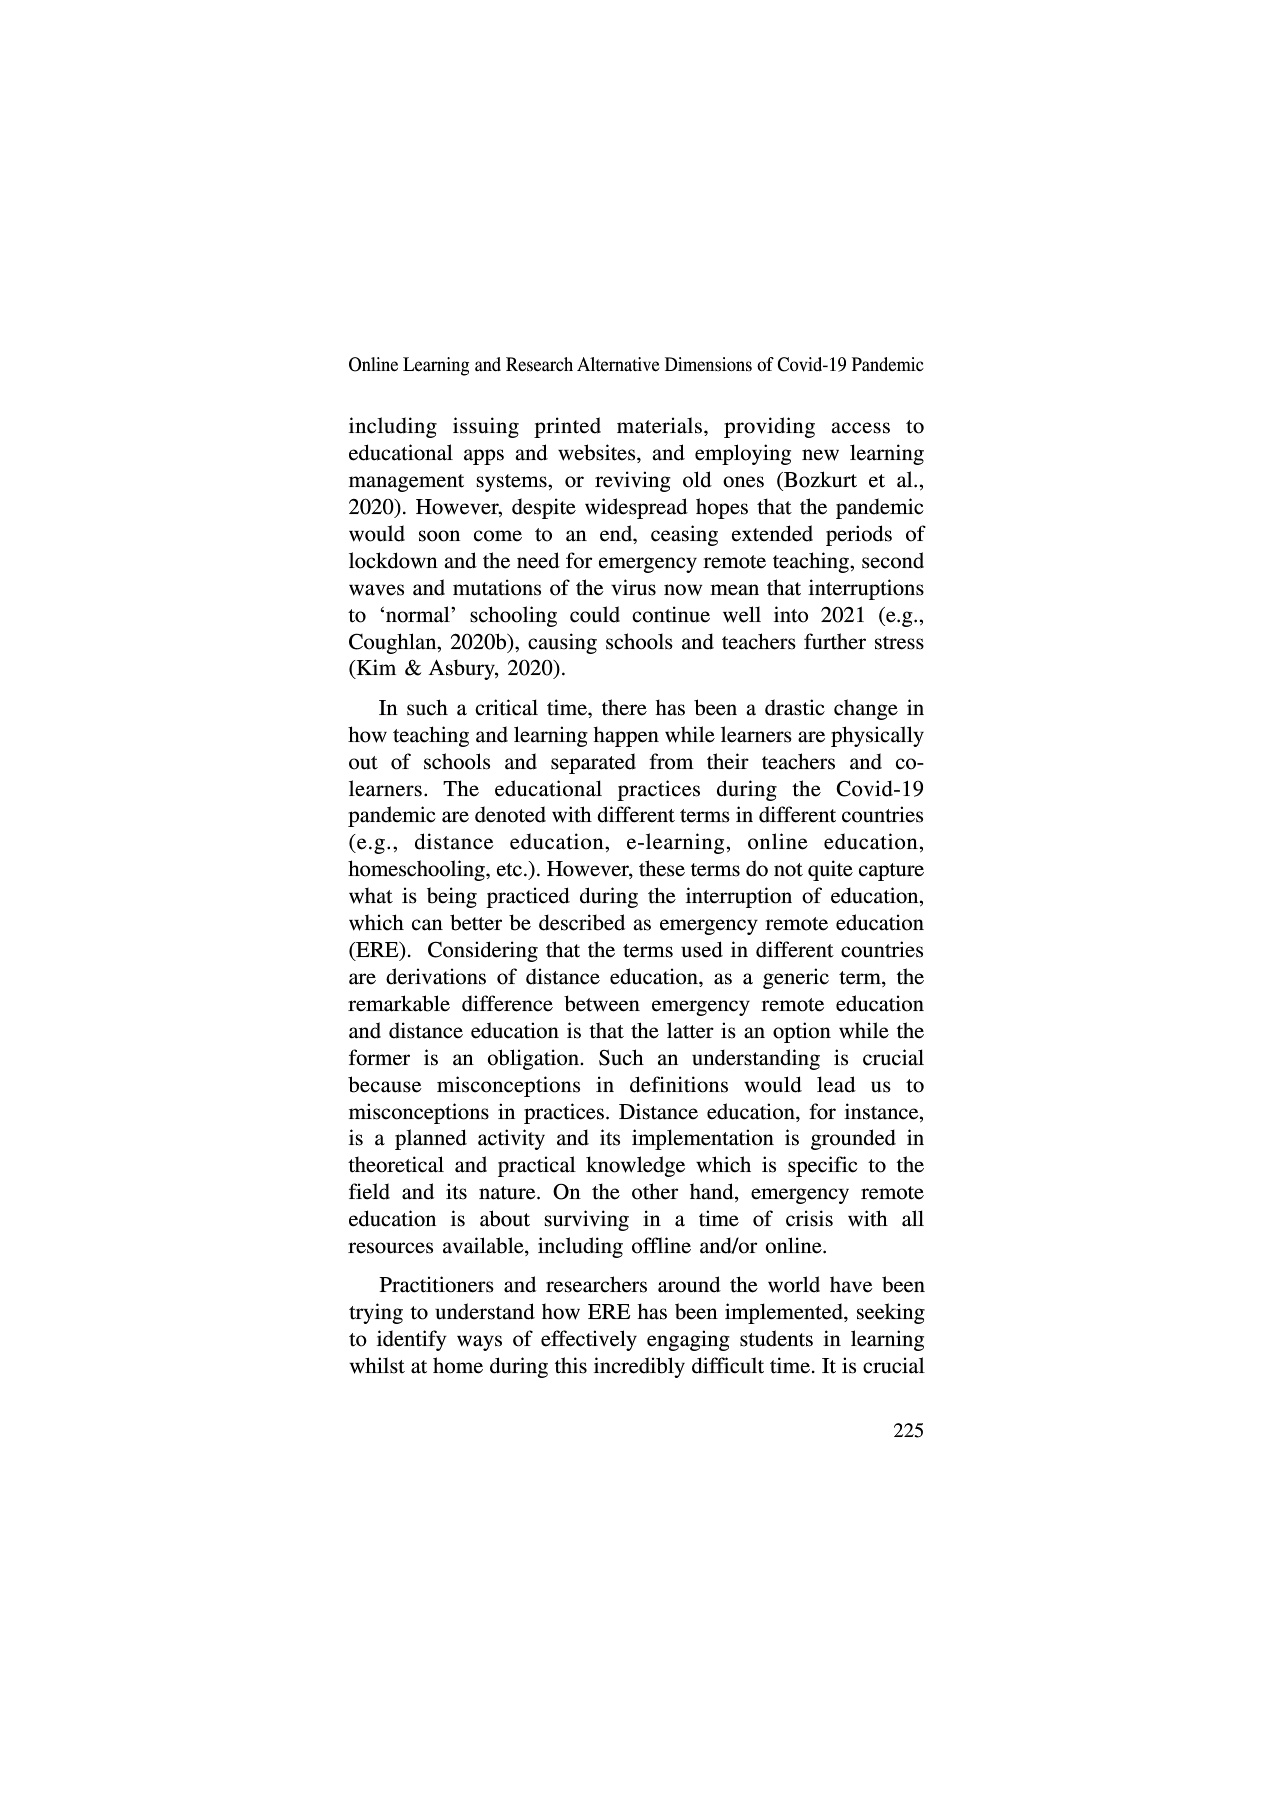 Online Learning and Research Alternative Dimensions of Covid-19 Pandemic
including issuing printed materials, providing access to
educational apps and websites, and employing new learning
management systems, or reviving old ones (Bozkurt et al.,
2020). However, despite widespread hopes that the pandemic
would soon come to an end, ceasing extended periods of
lockdown and the need for emergency remote teaching, second
waves and mutations of the virus now mean that interruptions
to ‘normal’ schooling could continue well into 2021 (e.g.,
Coughlan, 2020b), causing schools and teachers further stress
(Kim & Asbury, 2020).
In such a critical time, there has been a drastic change in
how teaching and learning happen while learners are physically
out of schools and separated from their teachers and co-
learners. The educational practices during the Covid-19
pandemic are denoted with different terms in different countries
(e.g., distance education, e-learning, online education,
homeschooling, etc.). However, these terms do not quite capture
what is being practiced during the interruption of education,
which can better be described as emergency remote education
(ERE).  Considering that the terms used in different countries
are derivations of distance education, as a generic term, the
remarkable difference between emergency remote education
and distance education is that the latter is an option while the
former is an obligation. Such an understanding is crucial
because misconceptions in definitions would lead us to
misconceptions in practices. Distance education, for instance,
is a planned activity and its implementation is grounded in
theoretical and practical knowledge which is specific to the
field and its nature. On the other hand, emergency remote
education is about surviving in a time of crisis with all
resources available, including offline and/or online.
Practitioners and researchers around the world have been
trying to understand how ERE has been implemented, seeking
to identify ways of effectively engaging students in learning
whilst at home during this incredibly difficult time. It is crucial
225